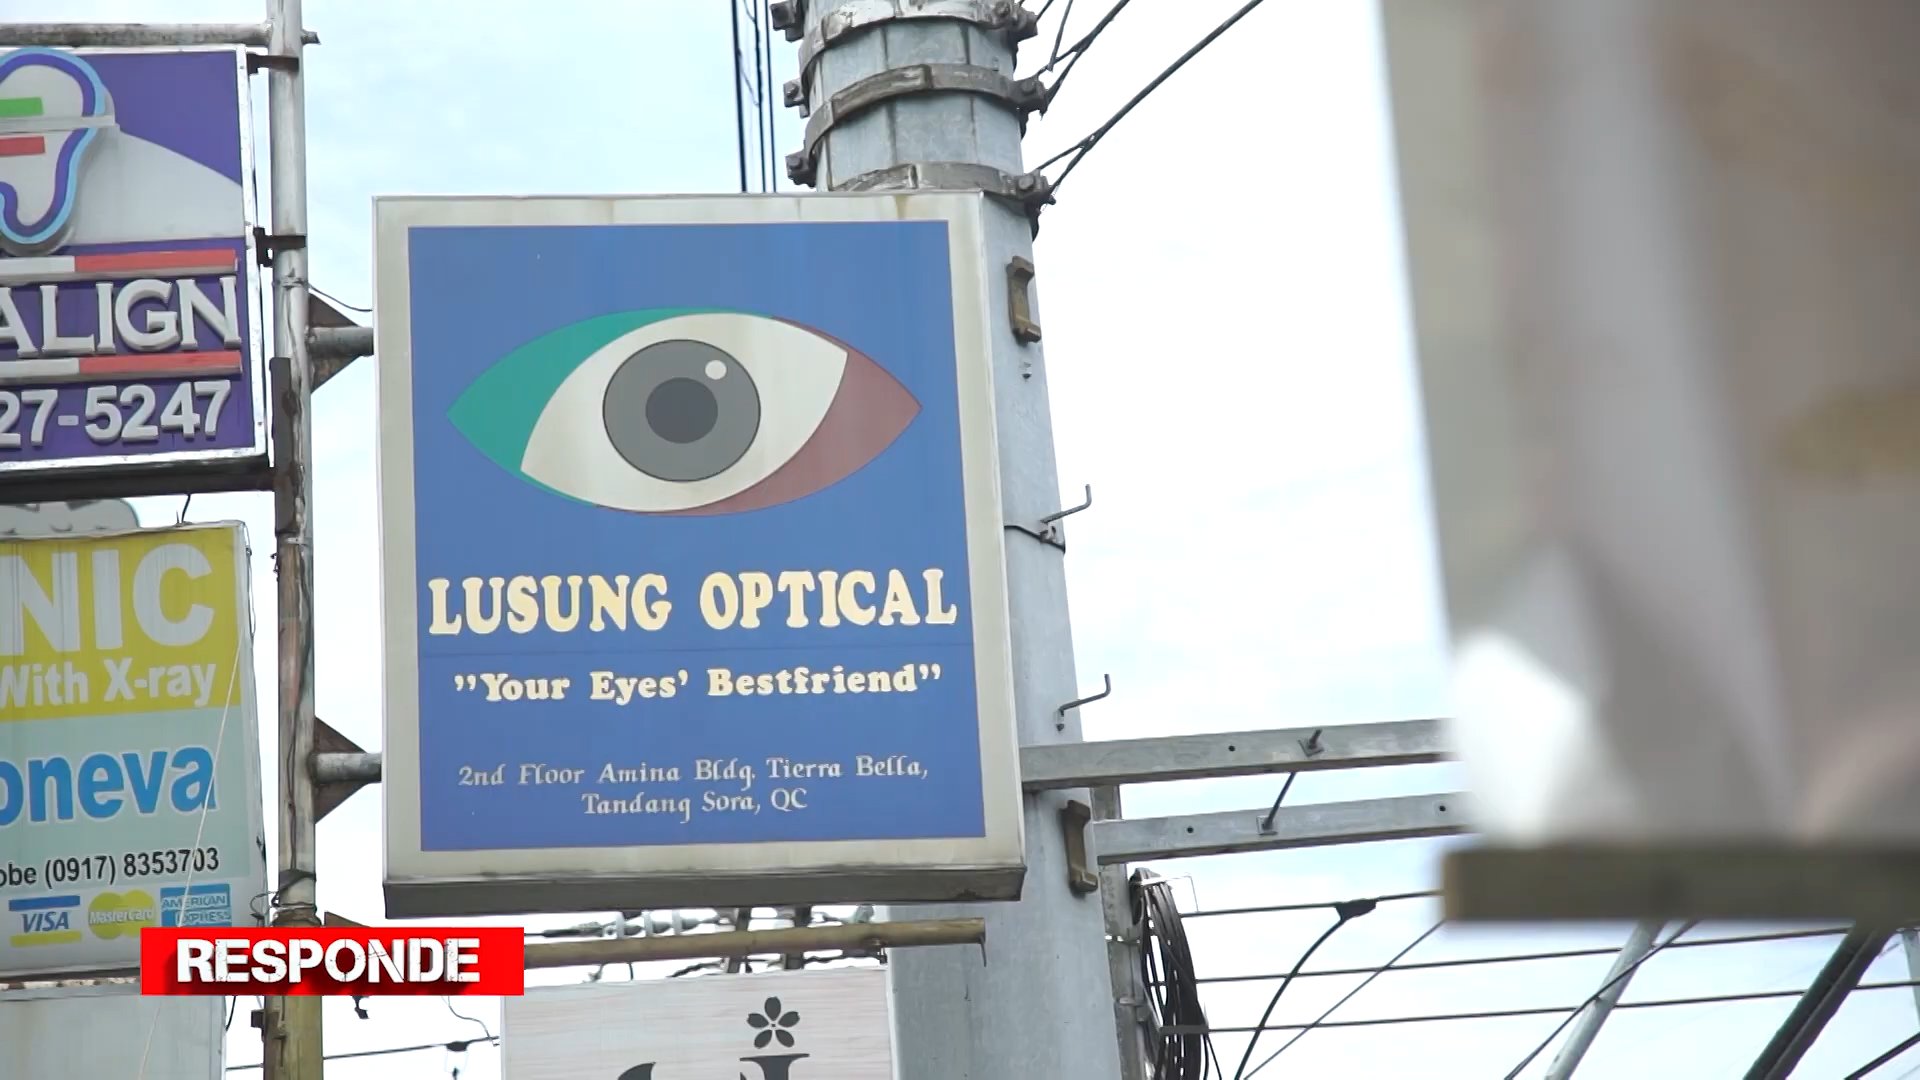 ALIGN
27-5247
NIC
With X-ray
oneva
obe (0917) 8353703
VISA
MasterCard
AMERICAN
EXPRESS
LUSUNG OPTICAL
"Your Eyes' Bestfriend"
2nd Floor Amina Bldg. Tierra Bella,
Tandang Sora, QC
RESPONDE